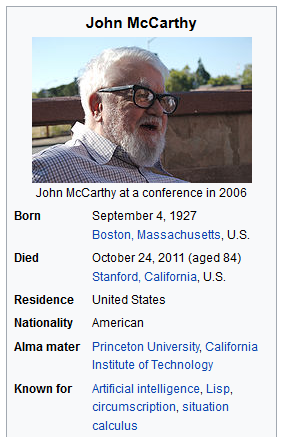 John McCarthy
John McCarthy at a conference in 2006
Born September 4, 1927
Boston, Massachusetts, U.S.
Died October 24, 2011 (aged 84)
Stanford, California, U.S.
Residence United States
Nationality American
Alma mater Princeton University, California
Institute of Technology
Known for Artificial intelligence, Lisp,
circumscription, situation
calculus